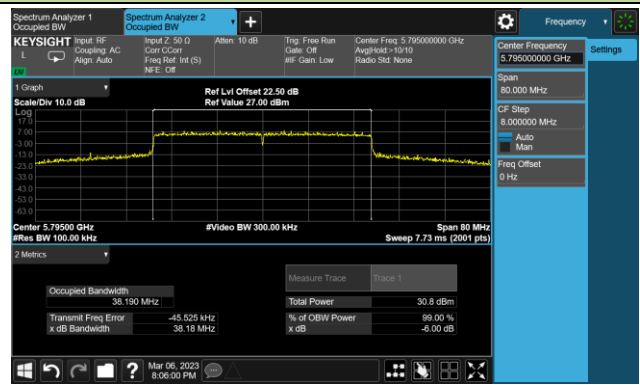 Spectrum Analyzer 1
Occupied BW
Spectrum Analyzer 2
Occupied BW
Frequency
KEYSIGHT
L
Input: RF
Coupling: AC
Align: Auto
Input Z: 50 Ω
Corr CCorr
Freq Ref: Int (S)
NFE: Off
Atten: 10 dB
Trig: Free Run
Gate: Off
#IF Gain: Low
Center Freq: 5.795000000 GHz
Avg|Hold:>10/10
Radio Std: None
Center Frequency
5.795000000 GHz
Settings
Span
80.000 MHz
CF Step
8.000000 MHz
Auto
Man
Freq Offset
0 Hz
1 Graph
Scale/Div 10.0 dB
Ref Lvl Offset 22.50 dB
Ref Value 27.00 dBm
Log
17.0
7.00
-3.00
-13.0
-23.0
-33.0
-43.0
-53.0
-63.0
Center 5.79500 GHz
#Res BW 100.00 kHz
#Video BW 300.00 kHz
Span 80 MHz
Sweep 7.73 ms (2001 pts)
2 Metrics
Measure Trace
Trace 1
Occupied Bandwidth
38.190 MHz
Total Power
30.8 dBm
Transmit Freq Error
-45.525 kHz
% of OBW Power
99.00 %
x dB Bandwidth
38.18 MHz
x dB
-6.00 dB
?
Mar 06, 2023
8:06:00 PM